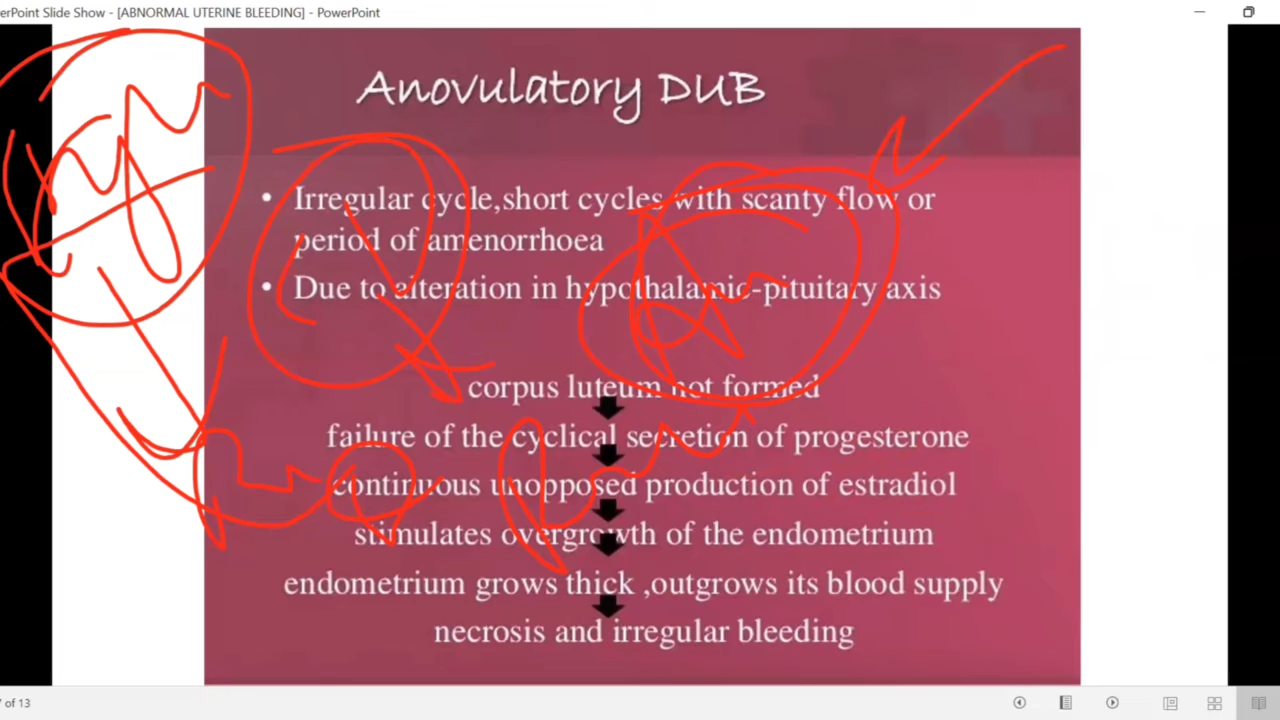 erPoint Slide Show - [ABNORMAL UTERINE BLEEDING] - PowerPoint
Anovulatory DUB
• Irregular cycle,short cycles with scanty flow or
period of amenorrhoea
• Due to alteration in hypothalamic-pituitary axis
corpus luteum not formed
failure of the cyclical secretion of progesterone
continuous unopposed production of estradiol
stimulates overgrowth of the endometrium
endometrium grows thick ,outgrows its blood supply
necrosis and irregular bleeding
of 13